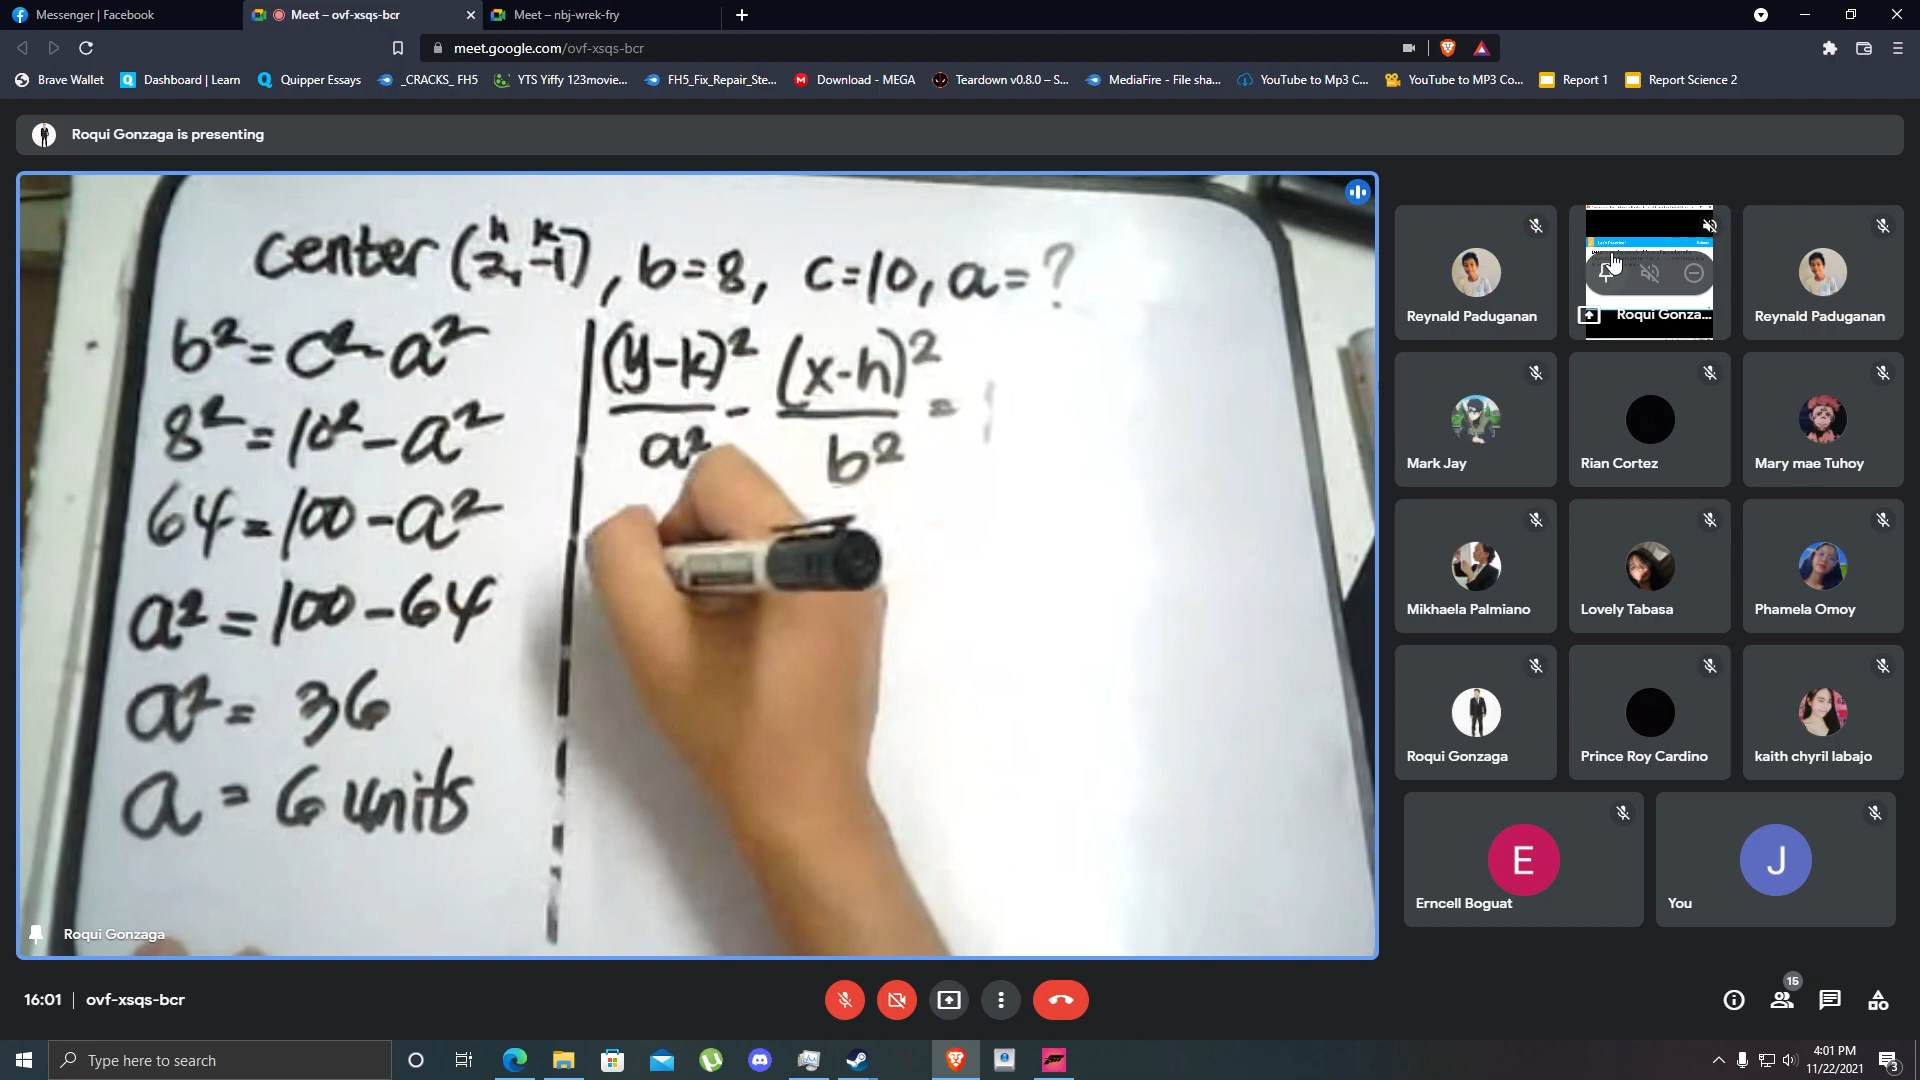 Messenger | Facebook
Meet – ovf-xsqs-bcr
Meet – nbj-wrek-fry
meet.google.com/ovf-xsqs-bcr
Brave Wallet
Dashboard | Learn
Quipper Essays
_CRACKS_ FH5
YTS Yiffy 123movie...
FH5_Fix_Repair_Ste...
Download - MEGA
Teardown v0.8.0 – S...
MediaFire - File sha...
YouTube to Mp3 C...
YouTube to MP3 Co...
Report 1
Report Science 2
Roqui Gonzaga is presenting
h k
center (2, -1), b=8, c=10, a=?
b²=c²-a²
8²=10²-a²
64=100-a²
a²=100-64
a²= 36
a = 6 units
(y-k)² (x-h)²
- = 1
a² b²
Roqui Gonzaga
Reynald Paduganan
Roqui Gonza...
Reynald Paduganan
Mark Jay
Rian Cortez
Mary mae Tuhoy
Mikhaela Palmiano
Lovely Tabasa
Phamela Omoy
Roqui Gonzaga
Prince Roy Cardino
kaith chyril labajo
E
Erncell Boguat
J
You
16:01 | ovf-xsqs-bcr
15
Type here to search
4:01 PM
11/22/2021
3